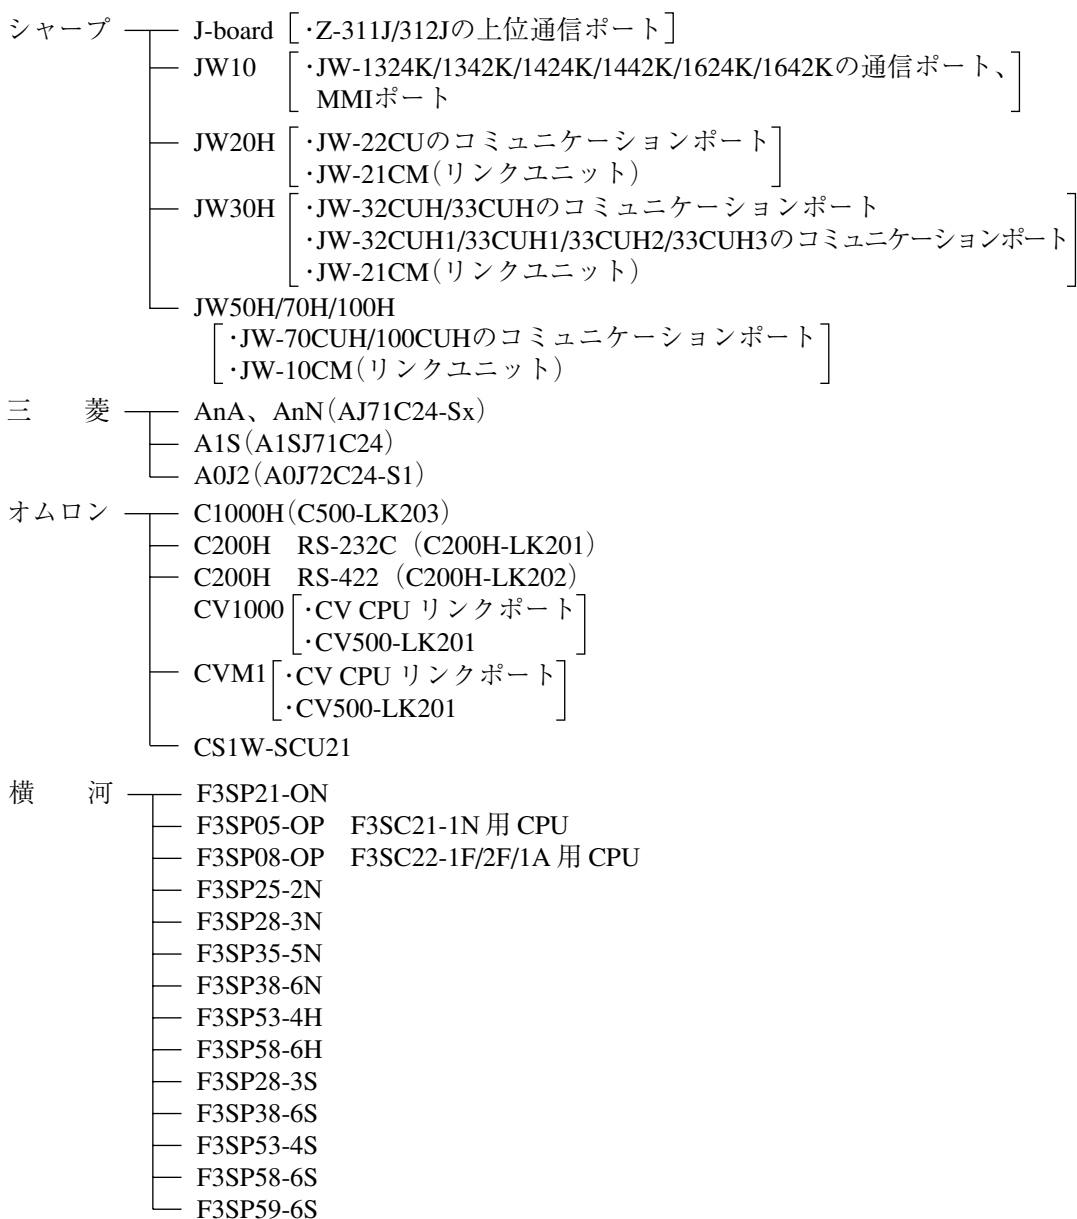 シャープ J-board ・Z-311J/312Jの上位通信ポート
JW10 ・JW-1324K/1342K/1424K/1442K/1624K/1642Kの通信ポート、
MMIポート
JW20H ・JW-22CUのコミュニケーションポート
・JW-21CM(リンクユニット)
JW30H ・JW-32CUH/33CUHのコミュニケーションポート
・JW-32CUH1/33CUH1/33CUH2/33CUH3のコミュニケーションポート
・JW-21CM(リンクユニット)
JW50H/70H/100H
・JW-70CUH/100CUHのコミュニケーションポート
・JW-10CM(リンクユニット)
三 菱 AnA、AnN(AJ71C24-Sx)
A1S(A1SJ71C24)
A0J2(A0J72C24-S1)
オムロン C1000H(C500-LK203)
C200H RS-232C (C200H-LK201)
C200H RS-422 (C200H-LK202)
CV1000 ・CV CPU リンクポート
・CV500-LK201
CVM1 ・CV CPU リンクポート
・CV500-LK201
CS1W-SCU21
横 河 F3SP21-ON
F3SP05-OP F3SC21-1N 用 CPU
F3SP08-OP F3SC22-1F/2F/1A 用 CPU
F3SP25-2N
F3SP28-3N
F3SP35-5N
F3SP38-6N
F3SP53-4H
F3SP58-6H
F3SP28-3S
F3SP38-6S
F3SP53-4S
F3SP58-6S
F3SP59-6S